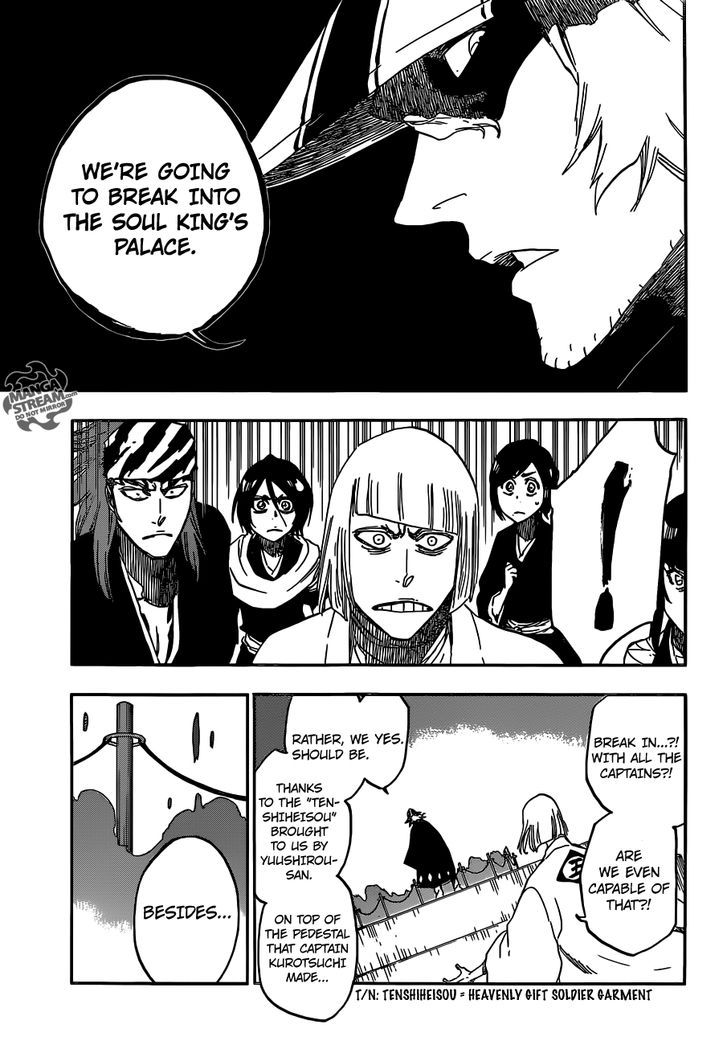 WE'RE GOING
TO BREAK INTO
THE SOUL KING'S
PALACE.
MANGA
STREAM.com
DO NOT MIRROR
!
BREAK IN...?!
WITH ALL THE
CAPTAINS?!
ARE
WE EVEN
CAPABLE OF
THAT?!
RATHER, WE YES.
SHOULD BE.
THANKS
TO THE "TEN-
SHIHEISOU"
BROUGHT
TO US BY
YUUSHIROU-
SAN.
ON TOP OF
THE PEDESTAL
THAT CAPTAIN
KUROTSUCHI
MADE...
五
BESIDES...
T/N: TENSHIHEISOU = HEAVENLY GIFT SOLDIER GARMENT